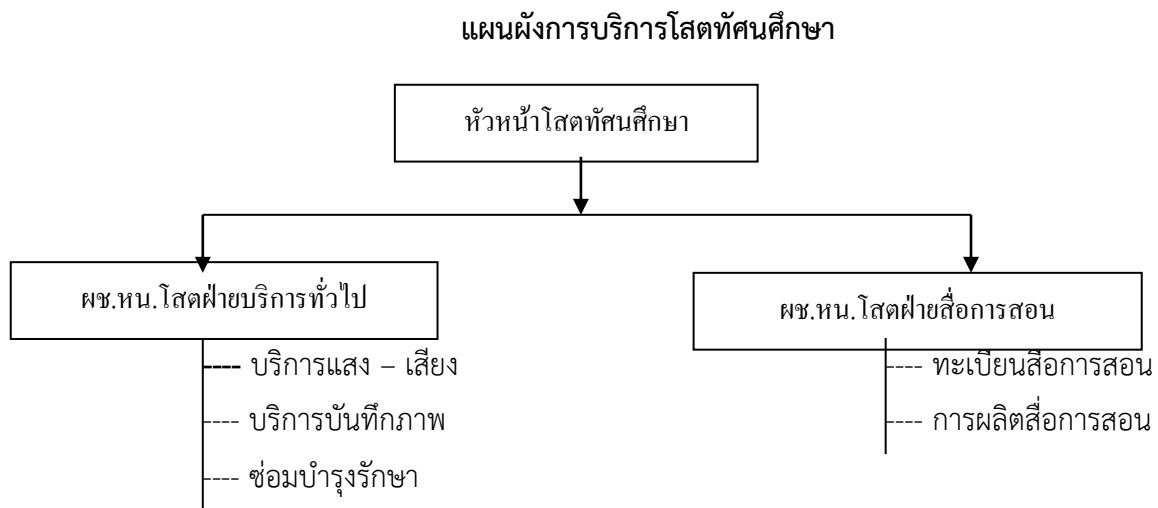 แผนผังการบริการโสตทัศนศึกษา
หัวหน้าโสตทัศนศึกษา
ผช.หน.โสตฝ่ายบริการทั่วไป
---- บริการแสง – เสียง
---- บริการบันทึกภาพ
---- ซ่อมบำรุงรักษา
ผช.หน.โสตฝ่ายสื่อการสอน
---- ทะเบียนสื่อการสอน
---- การผลิตสื่อการสอน